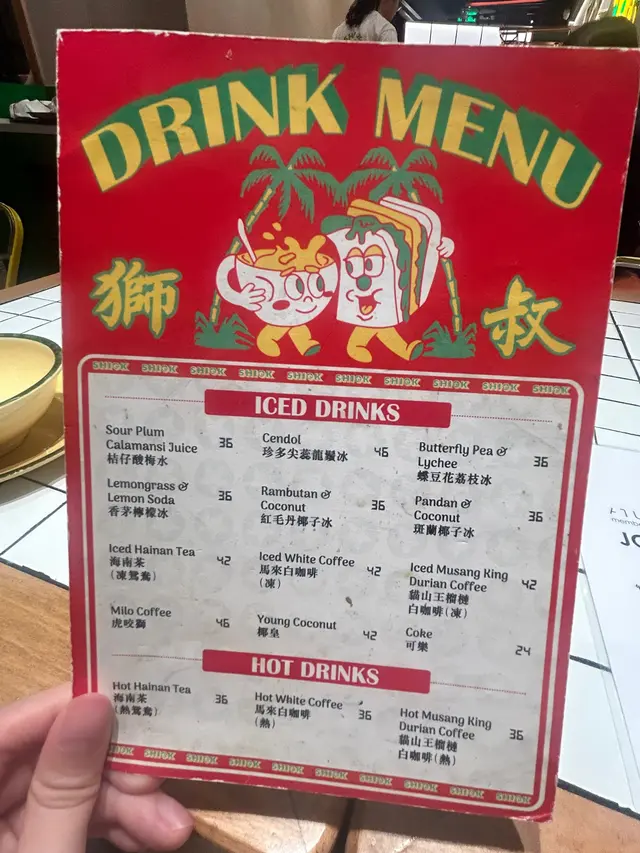 DRINK MENU
獅 叔
SHIOK SHIOK SHIOK SHIOK SHIOK SHIOK SHIOK SHIOK SHIOK SHIOK
ICED DRINKS
Sour Plum
Calamansi Juice 36
桔仔酸梅水
Cendol 46
珍多尖蕊龍鬚冰
Butterfly Pea &
Lychee 36
蝶豆花荔枝冰
Lemongrass &
Lemon Soda 36
香茅檸檬冰
Rambutan &
Coconut 36
紅毛丹椰子冰
Pandan &
Coconut 36
斑蘭椰子冰
Iced Hainan Tea 42
海南茶
(凍鴛鴦)
Iced White Coffee 42
馬來白咖啡
(凍)
Iced Musang King
Durian Coffee 42
貓山王榴槤
白咖啡(凍)
Milo Coffee 46
虎咬獅
Young Coconut 42
椰皇
Coke 24
可樂
HOT DRINKS
Hot Hainan Tea 36
海南茶
(熱鴛鴦)
Hot White Coffee 36
馬來白咖啡
(熱)
Hot Musang King
Durian Coffee 36
貓山王榴槤
白咖啡(熱)
SHIOK SHIOK SHIOK SHIOK SHIOK SHIOK SHIOK SHIOK SHIOK